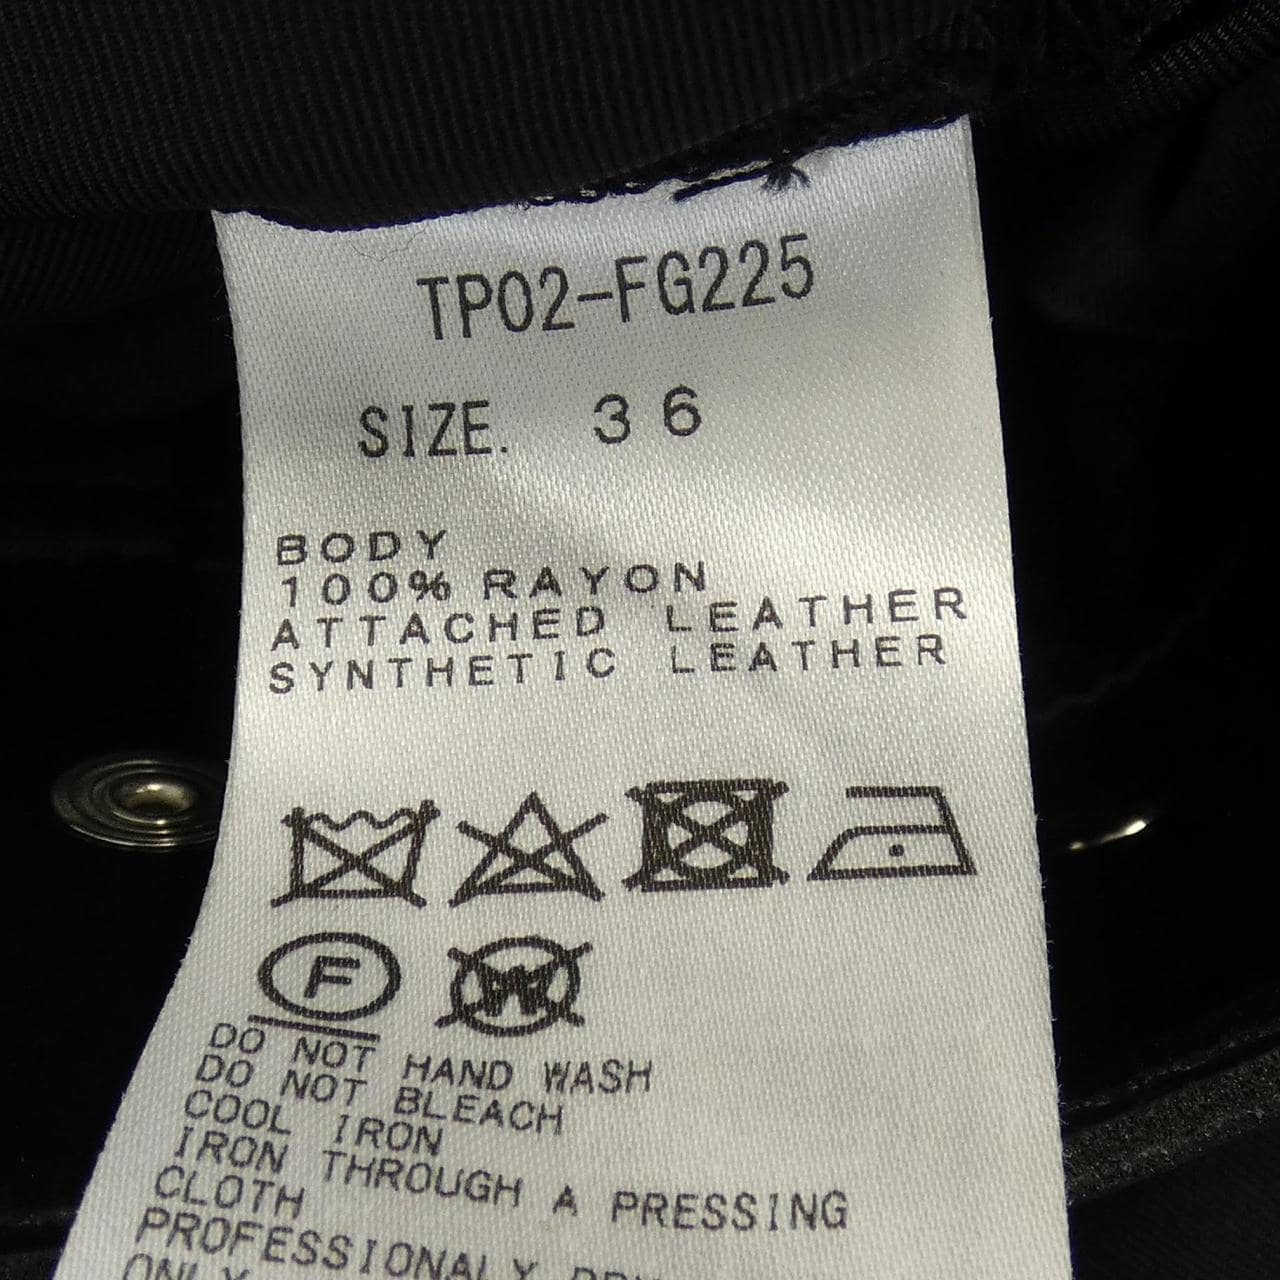 TP02-FG225
SIZE. 36
BODY
100% RAYON
ATTACHED LEATHER
SYNTHETIC LEATHER
F
W
DO NOT HAND WASH
DO NOT BLEACH
COOL IRON
IRON THROUGH A PRESSING
CLOTH
PROFESSIONALY
ONLY